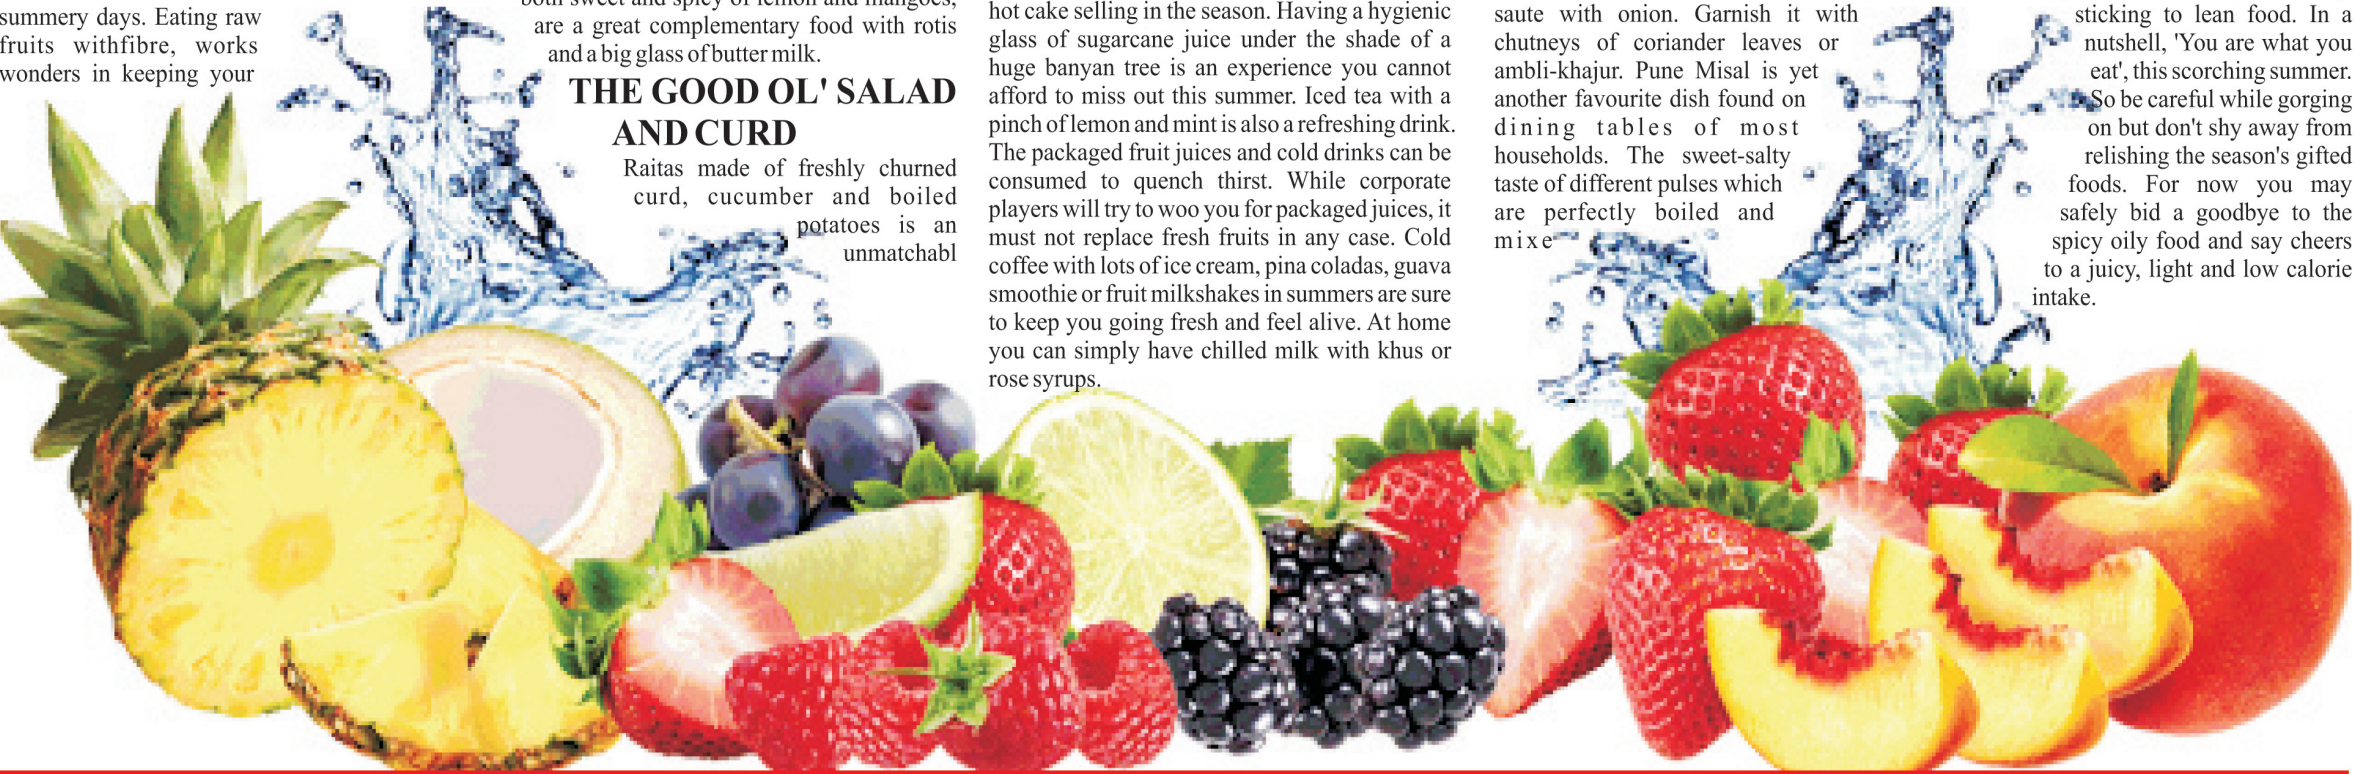 summery days. Eating raw
fruits withfibre, works
wonders in keeping your
both sweet and spicy of lemon and mangoes,
are a great complementary food with rotis
and a big glass of butter milk.
THE GOOD OL' SALAD
AND CURD
Raitas made of freshly churned
curd, cucumber and boiled
potatoes is an
unmatchabl
hot cake selling in the season. Having a hygienic
glass of sugarcane juice under the shade of a
huge banyan tree is an experience you cannot
afford to miss out this summer. Iced tea with a
pinch of lemon and mint is also a refreshing drink.
The packaged fruit juices and cold drinks can be
consumed to quench thirst. While corporate
players will try to woo you for packaged juices, it
must not replace fresh fruits in any case. Cold
coffee with lots of ice cream, pina coladas, guava
smoothie or fruit milkshakes in summers are sure
to keep you going fresh and feel alive. At home
you can simply have chilled milk with khus or
rose syrups.
saute with onion. Garnish it with
chutneys of coriander leaves or
ambli-khajur. Pune Misal is yet
another favourite dish found on
dining tables of most
households. The sweet-salty
taste of different pulses which
are perfectly boiled and
mixe
sticking to lean food. In a
nutshell, 'You are what you
eat', this scorching summer.
So be careful while gorging
on but don't shy away from
relishing the season's gifted
foods. For now you may
safely bid a goodbye to the
spicy oily food and say cheers
to a juicy, light and low calorie
intake.